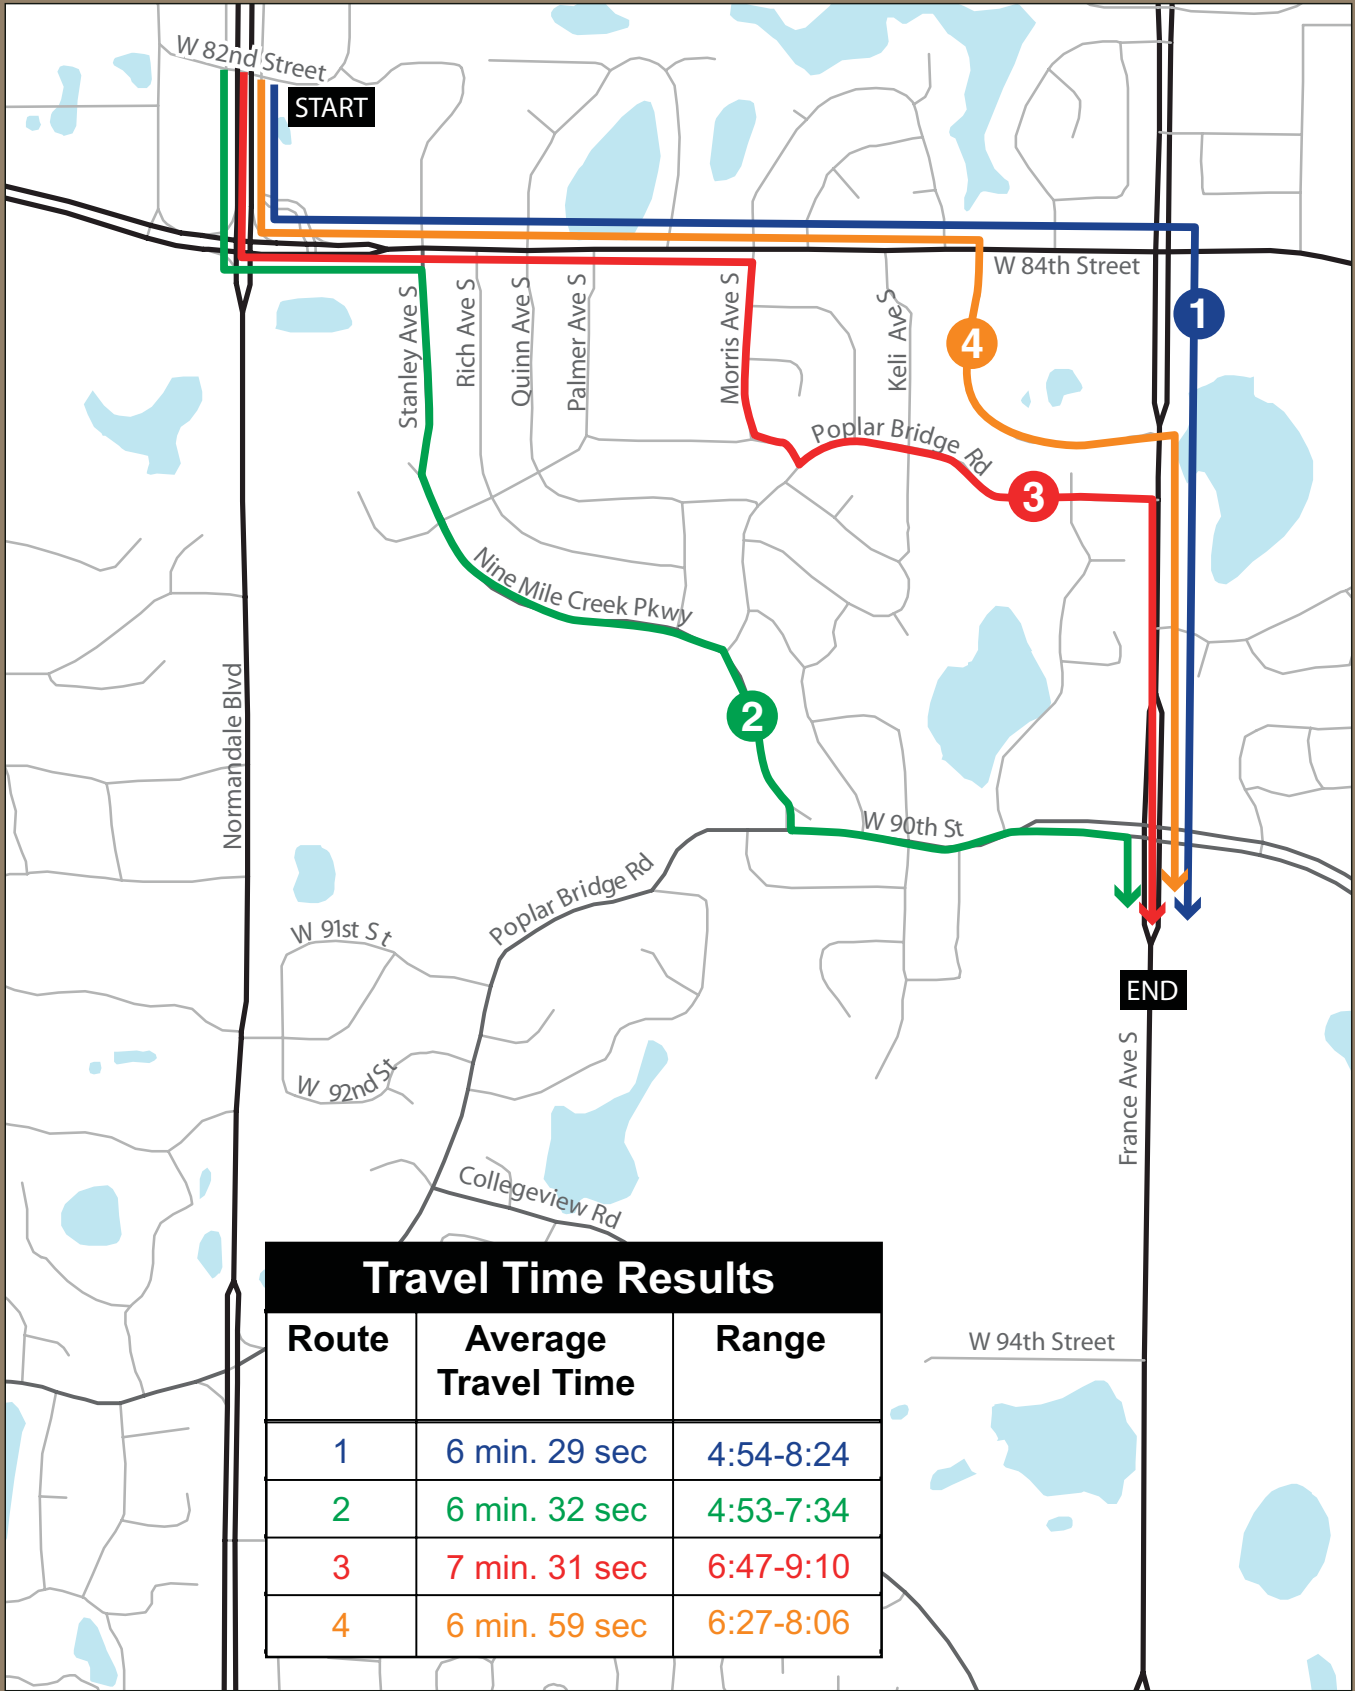 W 82nd Street
START
W 84th Street
1
4
Stanley Ave S
Rich Ave S
Quinn Ave S
Palmer Ave S
Morris Ave S
Keli Ave S
Poplar Bridge Rd
3
Nine Mile Creek Pkwy
2
Normandale Blvd
W 90th St
Poplar Bridge Rd
W 91st St
END
France Ave S
W 92nd St
Collegeview Rd
W 94th Street
Travel Time Results
Route Average Range
Travel Time
1 6 min. 29 sec 4:54-8:24
2 6 min. 32 sec 4:53-7:34
3 7 min. 31 sec 6:47-9:10
4 6 min. 59 sec 6:27-8:06